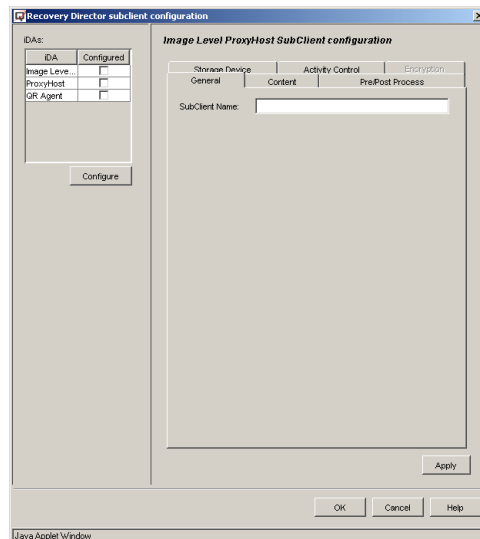 Recovery Director subclient configuration
iDAs:
iDA Configured
Image Leve...
ProxyHost
QR Agent
Configure
Image Level ProxyHost SubClient configuration
Storage Device Activity Control Encryption
General Content Pre/Post Process
SubClient Name:
Apply
OK Cancel Help
Java Applet Window